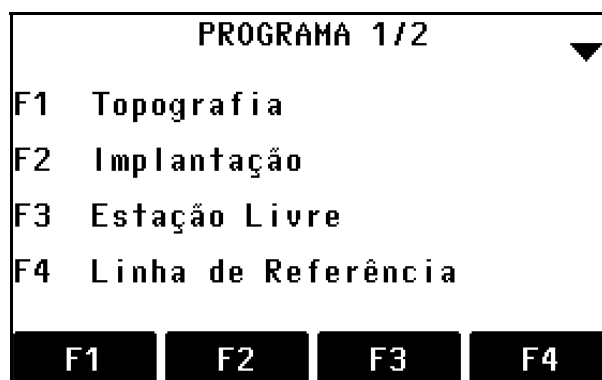 PROGRAMA 1/2
F1 Topografia
F2 Implantação
F3 Estação Livre
F4 Linha de Referência
F1 F2 F3 F4